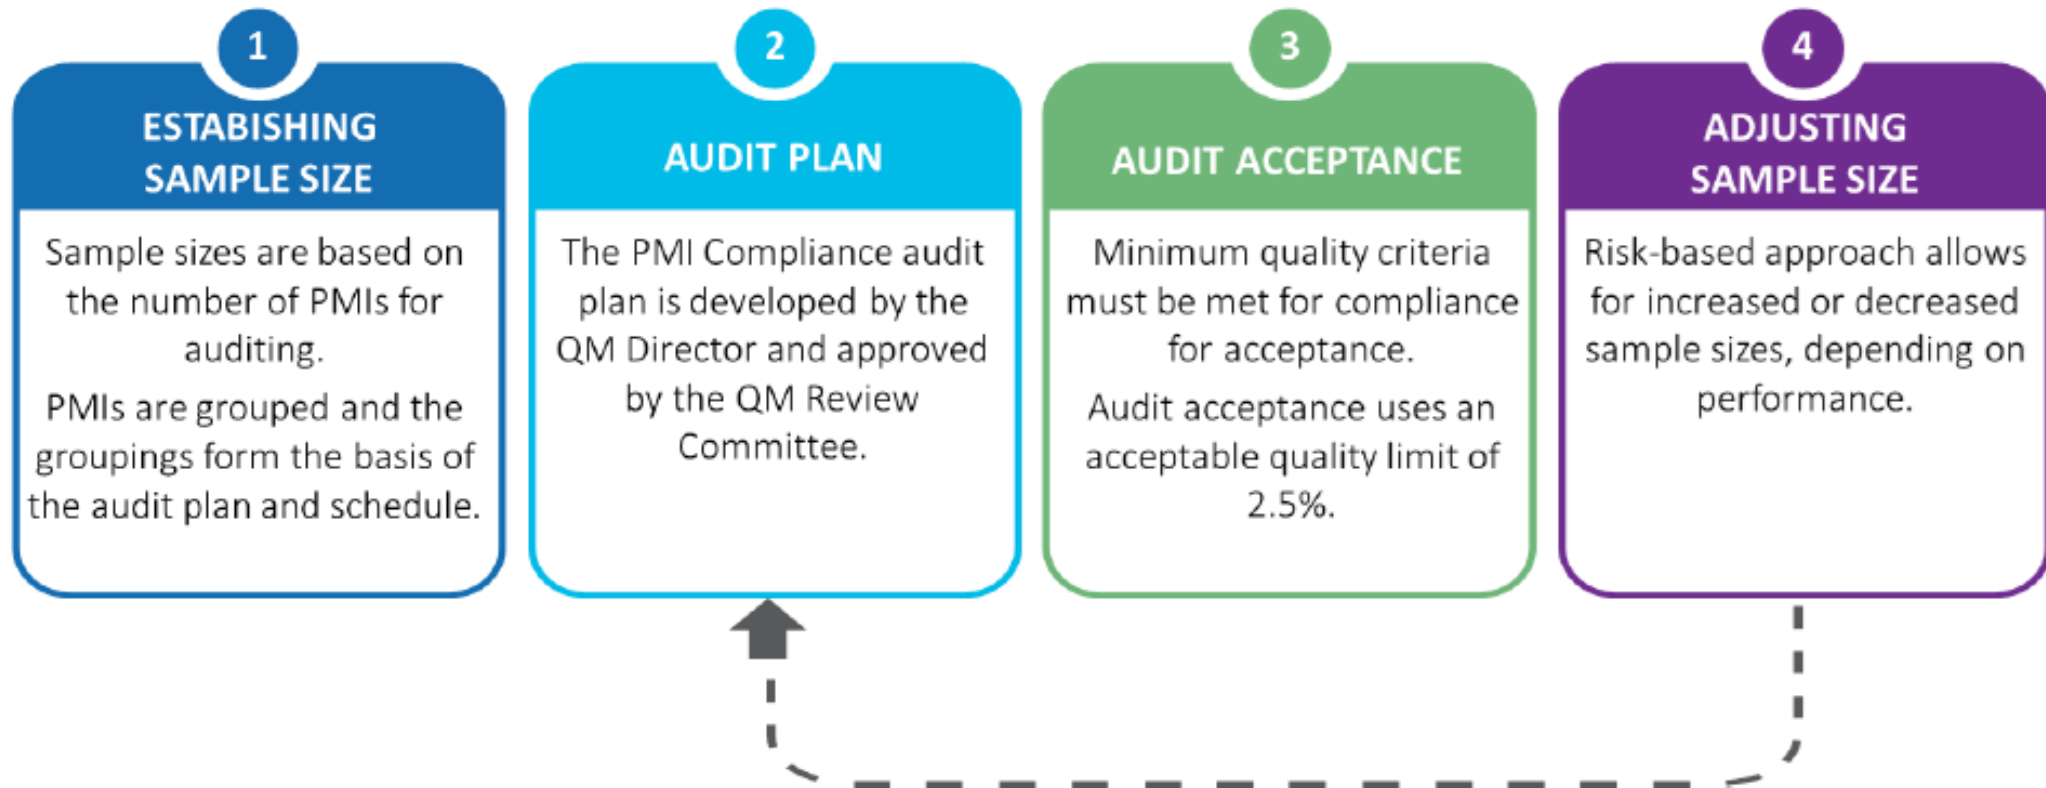 1
ESTABISHING
SAMPLE SIZE
Sample sizes are based on
the number of PMIs for
auditing.
PMIs are grouped and the
groupings form the basis of
the audit plan and schedule.
2
AUDIT PLAN
The PMI Compliance audit
plan is developed by the
QM Director and approved
by the QM Review
Committee.
3
AUDIT ACCEPTANCE
Minimum quality criteria
must be met for compliance
for acceptance.
Audit acceptance uses an
acceptable quality limit of
2.5%.
4
ADJUSTING
SAMPLE SIZE
Risk-based approach allows
for increased or decreased
sample sizes, depending on
performance.